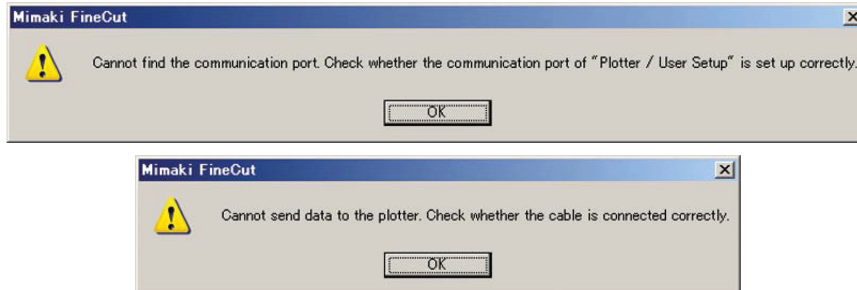 Mimaki FineCut
Cannot find the communication port. Check whether the communication port of "Plotter / User Setup" is set up correctly.
OK
Mimaki FineCut
Cannot send data to the plotter. Check whether the cable is connected correctly.
OK